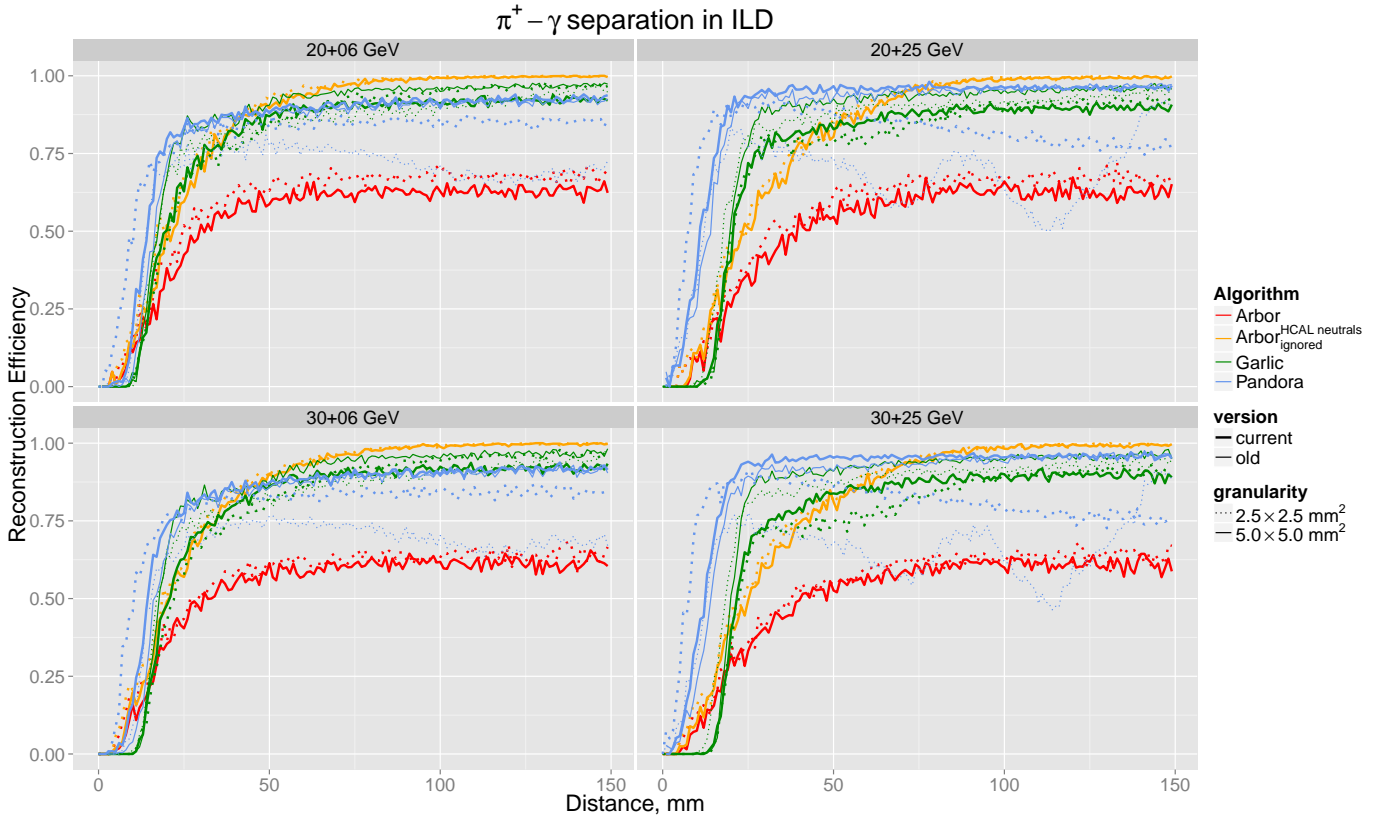 π⁺ − γ separation in ILD
20+06 GeV
20+25 GeV
1.00
0.75
0.50
0.25
0.00
30+06 GeV
30+25 GeV
1.00
0.75
0.50
0.25
0.00
0
50
100
150
0
50
100
150
Reconstruction Efficiency
Distance, mm
Algorithm
Arbor
Arbor HCAL neutrals
ignored
Garlic
Pandora
version
current
old
granularity
2.5 × 2.5 mm²
5.0 × 5.0 mm²